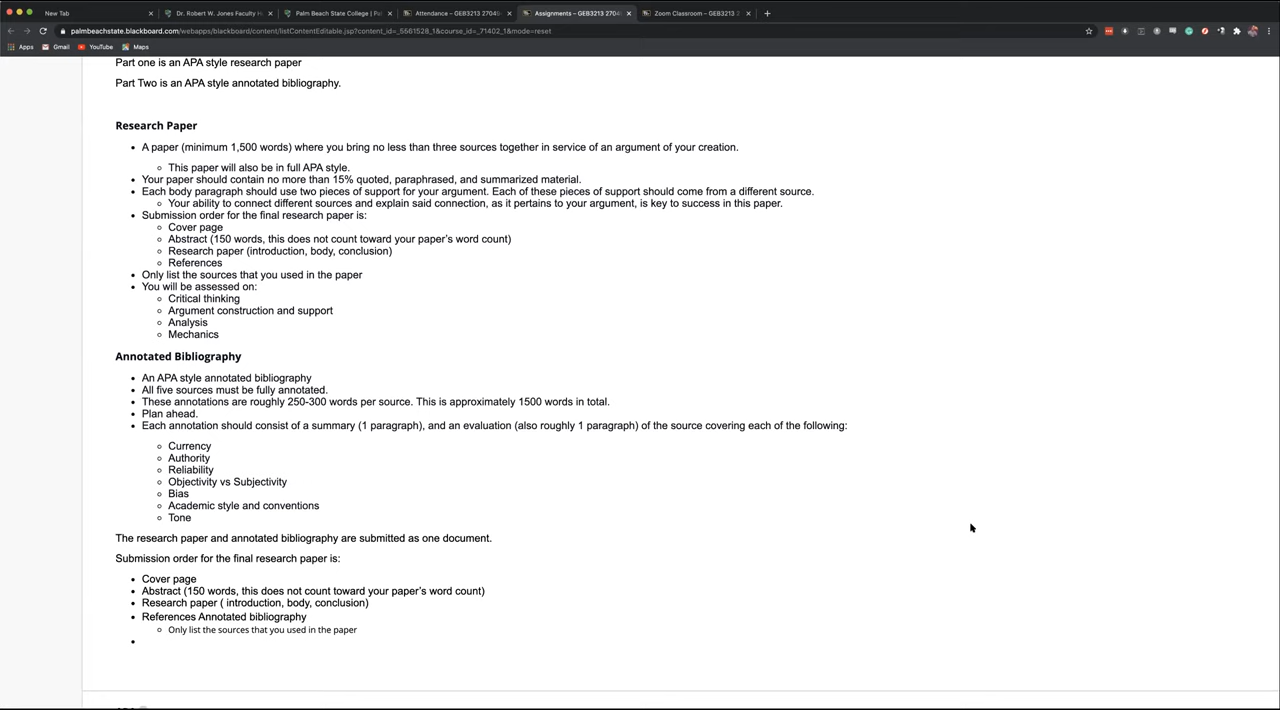 New Tab
Dr. Robert W. Jones Faculty H
Palm Beach State College | Pal
Attendance – GEB3213 27049
Assignments – GEB3213 2704
Zoom Classroom – GEB3213 2
palmbeachstate.blackboard.com/webapps/blackboard/content/listContentEditable.jsp?content_id=_5561528_1&course_id=_71402_1&mode=reset
Apps Gmail YouTube Maps
Part one is an APA style research paper
Part Two is an APA style annotated bibliography.
Research Paper
A paper (minimum 1,500 words) where you bring no less than three sources together in service of an argument of your creation.
This paper will also be in full APA style.
Your paper should contain no more than 15% quoted, paraphrased, and summarized material.
Each body paragraph should use two pieces of support for your argument. Each of these pieces of support should come from a different source.
Your ability to connect different sources and explain said connection, as it pertains to your argument, is key to success in this paper.
Submission order for the final research paper is:
Cover page
Abstract (150 words, this does not count toward your paper's word count)
Research paper (introduction, body, conclusion)
References
Only list the sources that you used in the paper
You will be assessed on:
Critical thinking
Argument construction and support
Analysis
Mechanics
Annotated Bibliography
An APA style annotated bibliography
All five sources must be fully annotated.
These annotations are roughly 250-300 words per source. This is approximately 1500 words in total.
Plan ahead.
Each annotation should consist of a summary (1 paragraph), and an evaluation (also roughly 1 paragraph) of the source covering each of the following:
Currency
Authority
Reliability
Objectivity vs Subjectivity
Bias
Academic style and conventions
Tone
The research paper and annotated bibliography are submitted as one document.
Submission order for the final research paper is:
Cover page
Abstract (150 words, this does not count toward your paper's word count)
Research paper ( introduction, body, conclusion)
References Annotated bibliography
Only list the sources that you used in the paper